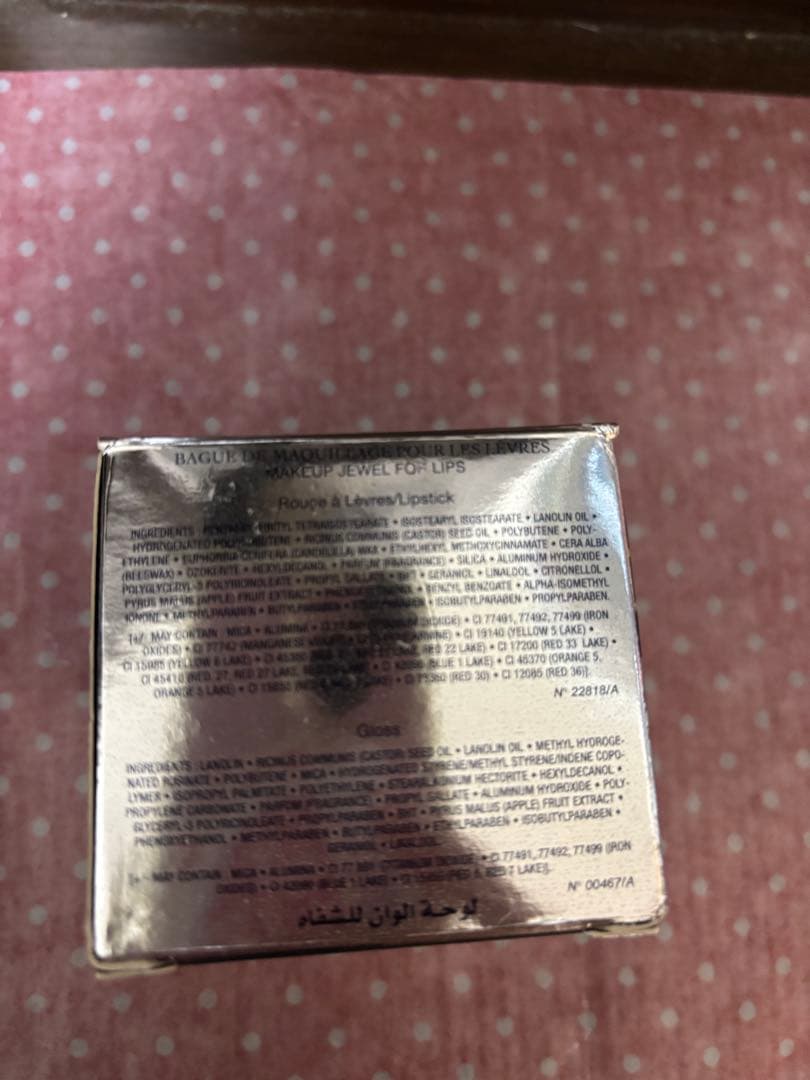 BAGUE DE MAQUILLAGE POUR LES LÈVRES
MAKEUP JEWEL FOR LIPS
Rouge à Lèvres/Lipstick
INGREDIENTS : TETRAISOSTEARATE • ISOSTEARYL ISOSTEARATE • LANOLIN OIL •
HYDROGENATED POLYISOBUTENE • RICINUS COMMUNIS (CASTOR) SEED OIL • POLYBUTENE • POLY-
ETHYLENE • EUPHORBIA CERIFERA (CANDELILLA) WAX • ETHYLHEXYL METHOXYCINNAMATE • CERA ALBA
(BEESWAX) • OZOKERITE • HEXYLDECANOL • PARFUM (FRAGRANCE) • SILICA • ALUMINUM HYDROXIDE •
POLYGLYCERYL-3 POLYRICINOLEATE • PROPYL GALLATE • BHT • GERANIOL • LINALOOL • CITRONELLOL •
PYRUS MALUS (APPLE) FRUIT EXTRACT • BENZYL BENZOATE • ALPHA-ISOMETHYL
IONONE • METHYLPARABEN • BUTYLPARABEN • ISOBUTYLPARABEN • PROPYLPARABEN.
[+/- MAY CONTAIN : MICA • ALUMINA • CI 77491, 77492, 77499 (IRON
OXIDES) • CI 77742 (MANGANESE • CI 19140 (YELLOW 5 LAKE) •
CI 15985 (YELLOW 6 LAKE) • RED 22 LAKE) • CI 17200 (RED 33 LAKE) •
CI 45410 (RED 27, RED 27 LAKE, (BLUE 1 LAKE) • CI 45370 (ORANGE 5,
ORANGE 5 LAKE) • CI 73360 (RED 30) • CI 12085 (RED 36)].
N° 22818/A
Gloss
INGREDIENTS : LANOLIN • RICINUS COMMUNIS (CASTOR) SEED OIL • LANOLIN OIL • METHYL HYDROGE-
NATED ROSINATE • POLYBUTENE • MICA • HYDROGENATED STYRENE/METHYL STYRENE/INDENE COPO-
LYMER • ISOPROPYL PALMITATE • POLYETHYLENE • STEARALKONIUM HECTORITE • HEXYLDECANOL •
PROPYLENE CARBONATE • PARFUM (FRAGRANCE) • PROPYL GALLATE • ALUMINUM HYDROXIDE • POLY-
GLYCERYL-3 POLYRICINOLEATE • PROPYLPARABEN • BHT • PYRUS MALUS (APPLE) FRUIT EXTRACT •
PHENOXYETHANOL • METHYLPARABEN • BUTYLPARABEN • ETHYLPARABEN • ISOBUTYLPARABEN •
GERANIOL • LINALOOL.
[+/- MAY CONTAIN : MICA • ALUMINA • CI 77891 (TITANIUM DIOXIDE) • CI 77491, 77492, 77499 (IRON
OXIDES) • CI 42090 (BLUE 1 LAKE) • RED 7 LAKE)].
N° 00467/A
لوحة الوان للشفاه